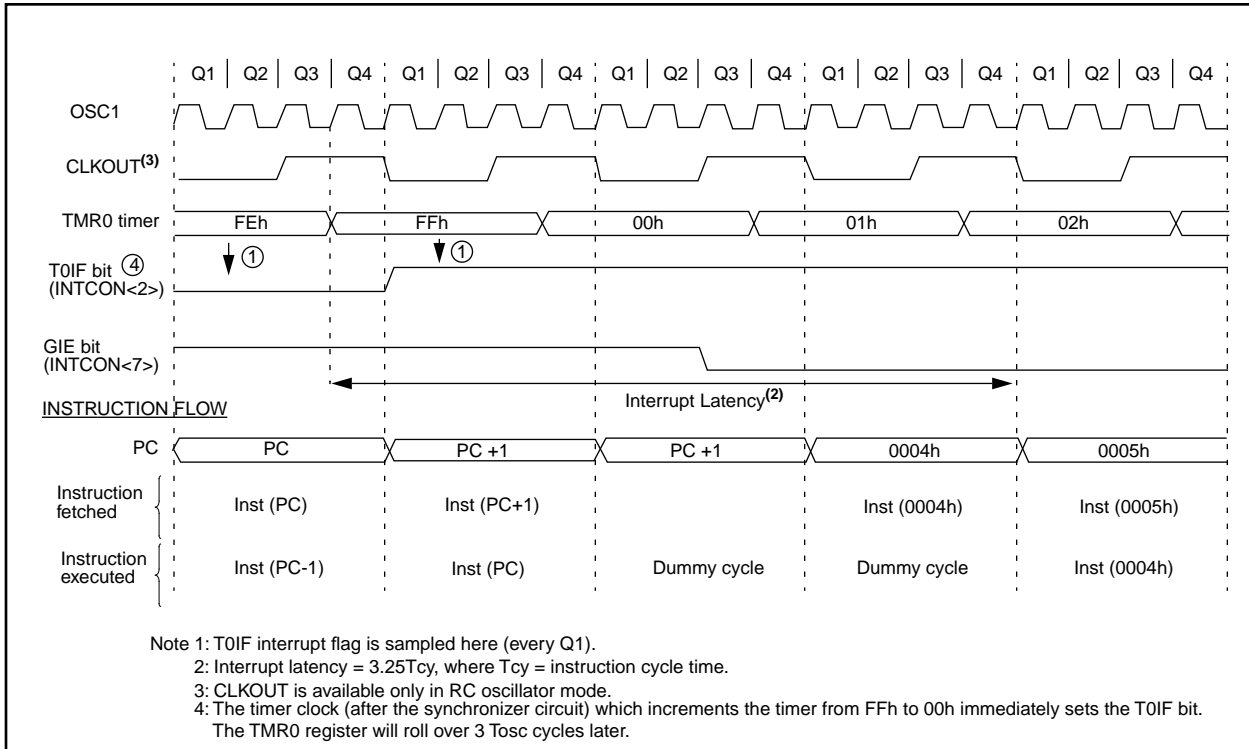 Q1 Q2 Q3 Q4 Q1 Q2 Q3 Q4 Q1 Q2 Q3 Q4 Q1 Q2 Q3 Q4 Q1 Q2 Q3 Q4
OSC1
CLKOUT(3)
TMR0 timer FEh FFh 00h 01h 02h
1 1
T0IF bit 4
(INTCON<2>)
GIE bit
(INTCON<7>)
Interrupt Latency(2)
INSTRUCTION FLOW
PC PC PC +1 PC +1 0004h 0005h
Instruction
fetched
Inst (PC) Inst (PC+1) Inst (0004h) Inst (0005h)
Instruction
executed
Inst (PC-1) Inst (PC) Dummy cycle Dummy cycle Inst (0004h)
Note 1: T0IF interrupt flag is sampled here (every Q1).
2: Interrupt latency = 3.25Tcy, where Tcy = instruction cycle time.
3: CLKOUT is available only in RC oscillator mode.
4: The timer clock (after the synchronizer circuit) which increments the timer from FFh to 00h immediately sets the T0IF bit.
The TMR0 register will roll over 3 Tosc cycles later.